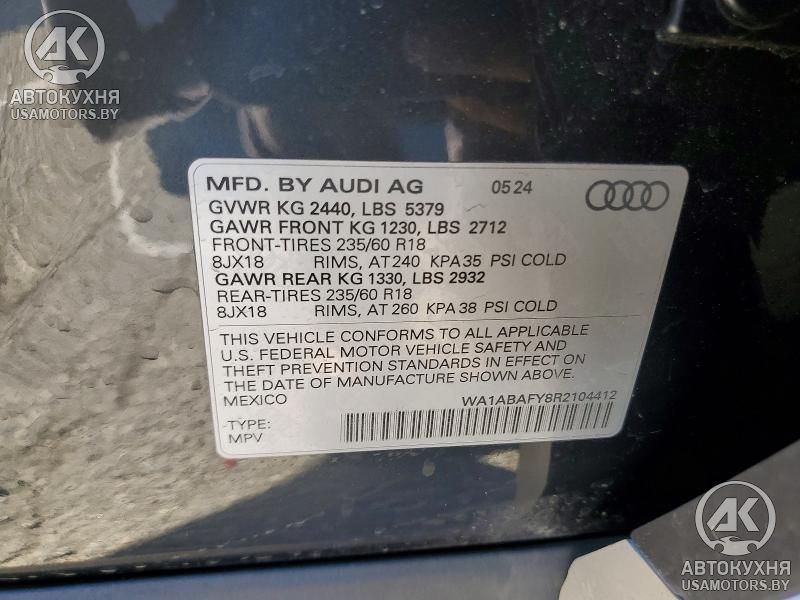 AK
АВТОКУХНЯ
USAMOTORS.BY
MFD. BY AUDI AG 05 24
GVWR KG 2440, LBS 5379
GAWR FRONT KG 1230, LBS 2712
FRONT-TIRES 235/60 R18
8JX18 RIMS, AT 240 KPA 35 PSI COLD
GAWR REAR KG 1330, LBS 2932
REAR-TIRES 235/60 R18
8JX18 RIMS, AT 260 KPA 38 PSI COLD
THIS VEHICLE CONFORMS TO ALL APPLICABLE
U.S. FEDERAL MOTOR VEHICLE SAFETY AND
THEFT PREVENTION STANDARDS IN EFFECT ON
THE DATE OF MANUFACTURE SHOWN ABOVE.
MEXICO WA1ABAFY8R2104412
TYPE:
MPV
AK
АВТОКУХНЯ
USAMOTORS.BY